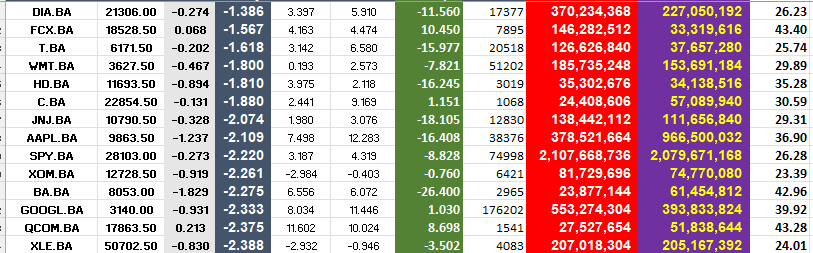 DIA.BA 21306.00 -0.274 -1.386 3.397 5.910 -11.560 17377 370,234,368 227,050,192 26.23
FCX.BA 18528.50 0.068 -1.567 4.163 4.474 10.450 7895 146,282,512 33,319,616 43.40
T.BA 6171.50 -0.202 -1.618 3.142 6.580 -15.977 20518 126,626,840 37,657,280 25.74
WMT.BA 3627.50 -0.467 -1.800 0.193 2.573 -7.821 51202 185,735,248 153,691,184 29.89
HD.BA 11693.50 -0.894 -1.810 3.975 2.118 -16.245 3019 35,302,676 34,138,516 35.28
C.BA 22854.50 -0.131 -1.880 2.441 9.169 1.151 1068 24,408,606 57,089,940 30.59
JNJ.BA 10790.50 -0.328 -2.074 1.980 3.076 -18.105 12830 138,442,112 111,656,840 29.31
AAPL.BA 9863.50 -1.237 -2.109 7.498 12.283 -16.408 38376 378,521,664 966,500,032 36.90
SPY.BA 28103.00 -0.273 -2.220 3.187 4.319 -8.828 74998 2,107,668,736 2,079,671,168 26.28
XOM.BA 12728.50 -0.919 -2.261 -2.984 -0.403 -0.760 6421 81,729,696 74,770,080 23.39
BA.BA 8053.00 -1.829 -2.275 6.556 6.072 -26.400 2965 23,877,144 61,454,812 42.96
GOOGL.BA 3140.00 -0.931 -2.333 8.034 11.446 1.030 176202 553,274,304 393,833,824 39.92
QCOM.BA 17863.50 0.213 -2.375 11.602 10.024 8.698 1541 27,527,654 51,838,644 43.28
XLE.BA 50702.50 -0.830 -2.388 -2.932 -0.946 -3.502 4083 207,018,304 205,167,392 24.01